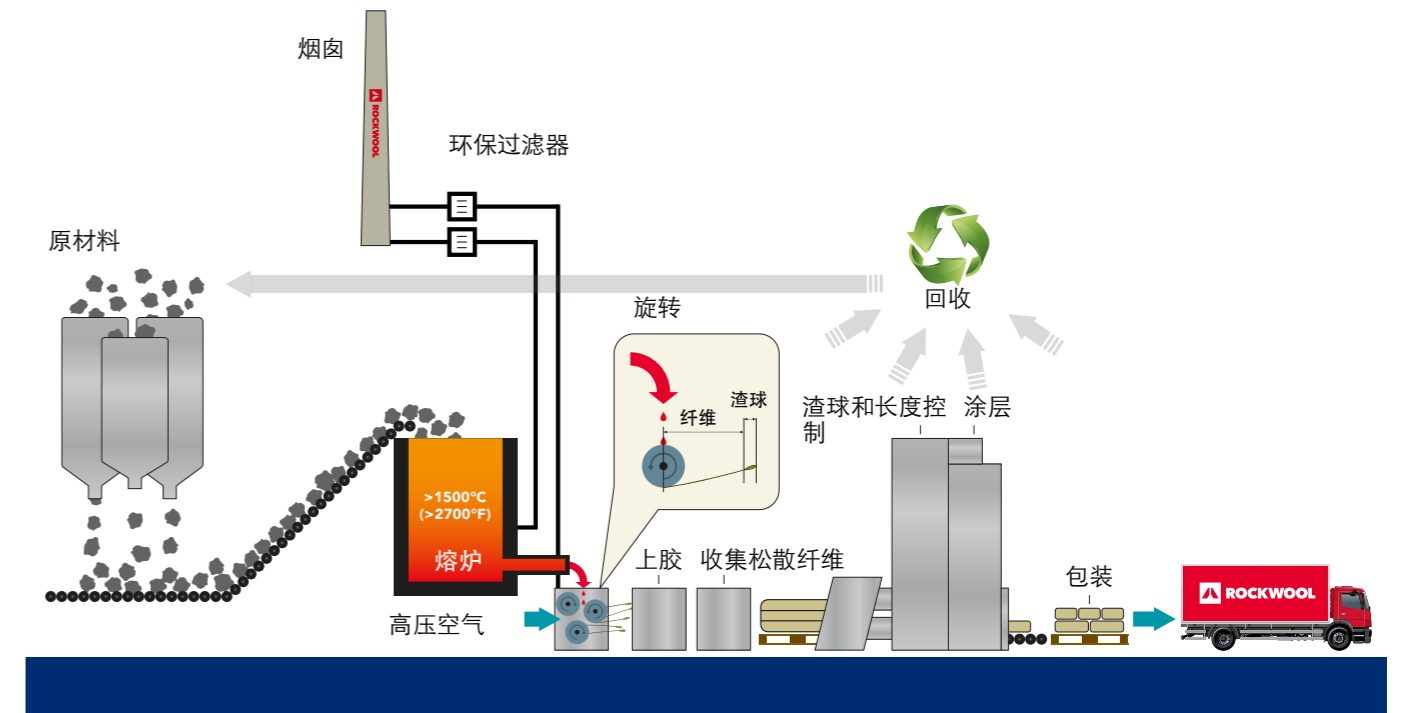 烟囱
ROCKWOOL
环保过滤器
原材料
回收
旋转
渣球
纤维
渣球和长度控
制
涂层
>1500°C
(>2700°F)
熔炉
上胶
收集松散纤维
包装
高压空气
ROCKWOOL